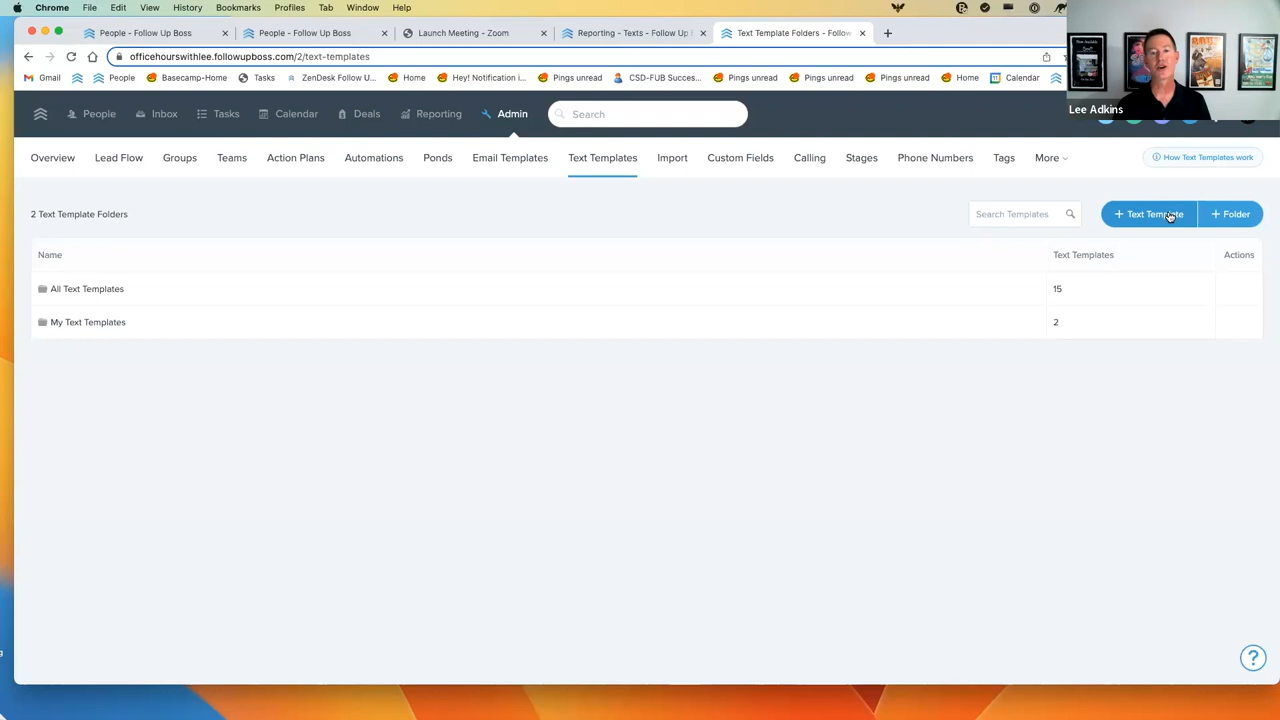 Chrome File Edit View History Bookmarks Profiles Tab Window Help
People - Follow Up Boss
People - Follow Up Boss
Launch Meeting - Zoom
Reporting - Texts - Follow Up B
Text Template Folders - Follow
officehourswithlee.followupboss.com/2/text-templates
Gmail People Basecamp-Home Tasks ZenDesk Follow U... Home Hey! Notification i... Pings unread CSD-FUB Succes... Pings unread Pings unread Home Calendar
Lee Adkins
People Inbox Tasks Calendar Deals Reporting Admin Search
Overview Lead Flow Groups Teams Action Plans Automations Ponds Email Templates Text Templates Import Custom Fields Calling Stages Phone Numbers Tags More How Text Templates work
2 Text Template Folders Search Templates + Text Template + Folder
Name Text Templates Actions
All Text Templates 15
My Text Templates 2
?